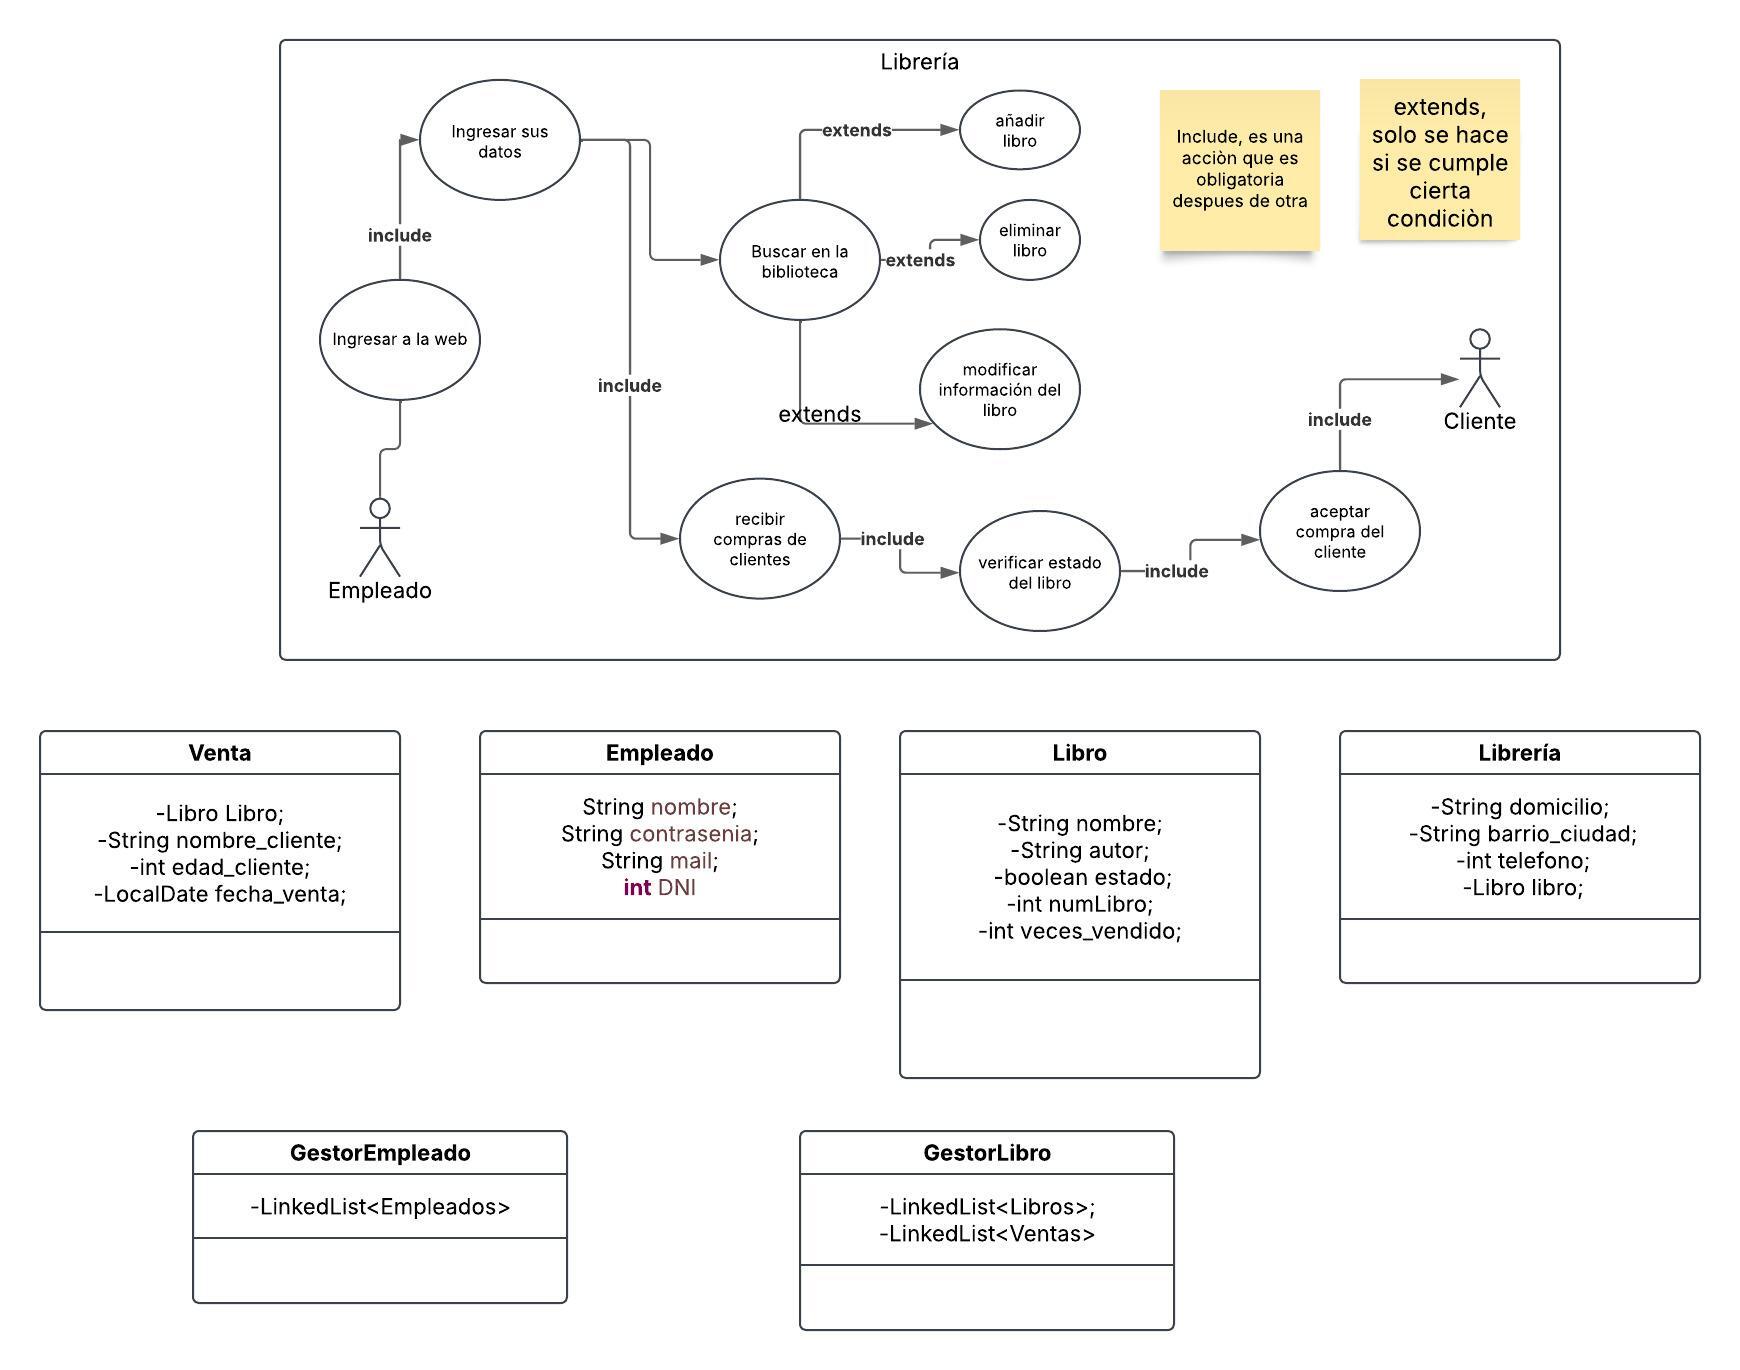 Librería
Ingresar sus
datos
extends
añadir
libro
Include, es una
acciòn que es
obligatoria
despues de otra
extends,
solo se hace
si se cumple
cierta
condiciòn
include
Buscar en la
biblioteca
extends
eliminar
libro
Ingresar a la web
include
modificar
información del
libro
extends
include
Cliente
Empleado
recibir
compras de
clientes
include
verificar estado
del libro
include
aceptar
compra del
cliente
Venta
-Libro Libro;
-String nombre_cliente;
-int edad_cliente;
-LocalDate fecha_venta;
Empleado
String nombre;
String contrasenia;
String mail;
int DNI
Libro
-String nombre;
-String autor;
-boolean estado;
-int numLibro;
-int veces_vendido;
Librería
-String domicilio;
-String barrio_ciudad;
-int telefono;
-Libro libro;
GestorEmpleado
-LinkedList<Empleados>
GestorLibro
-LinkedList<Libros>;
-LinkedList<Ventas>